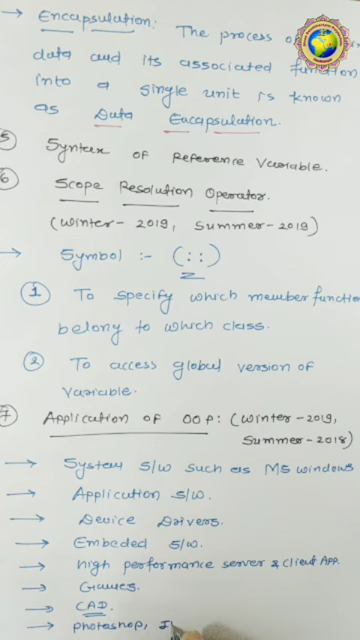 → Encapsulation: The process
data and its associated function
into a single unit is known
as Data Encapsulation.
5 Syntax of Reference Variable.
6 Scope Resolution Operator.
(Winter-2019, Summer-2019)
→ Symbol :- (::)
1 To specify which member function
belong to which class.
2 To access global version of
Variable.
7 Application of OOP: (Winter-2019,
Summer-2018)
→ System S/W such as MS windows
→ Application S/W.
→ Device Drivers.
→ Embeded S/W.
→ high performance server & client App.
→ Games.
→ CAD.
→ photoshop, I